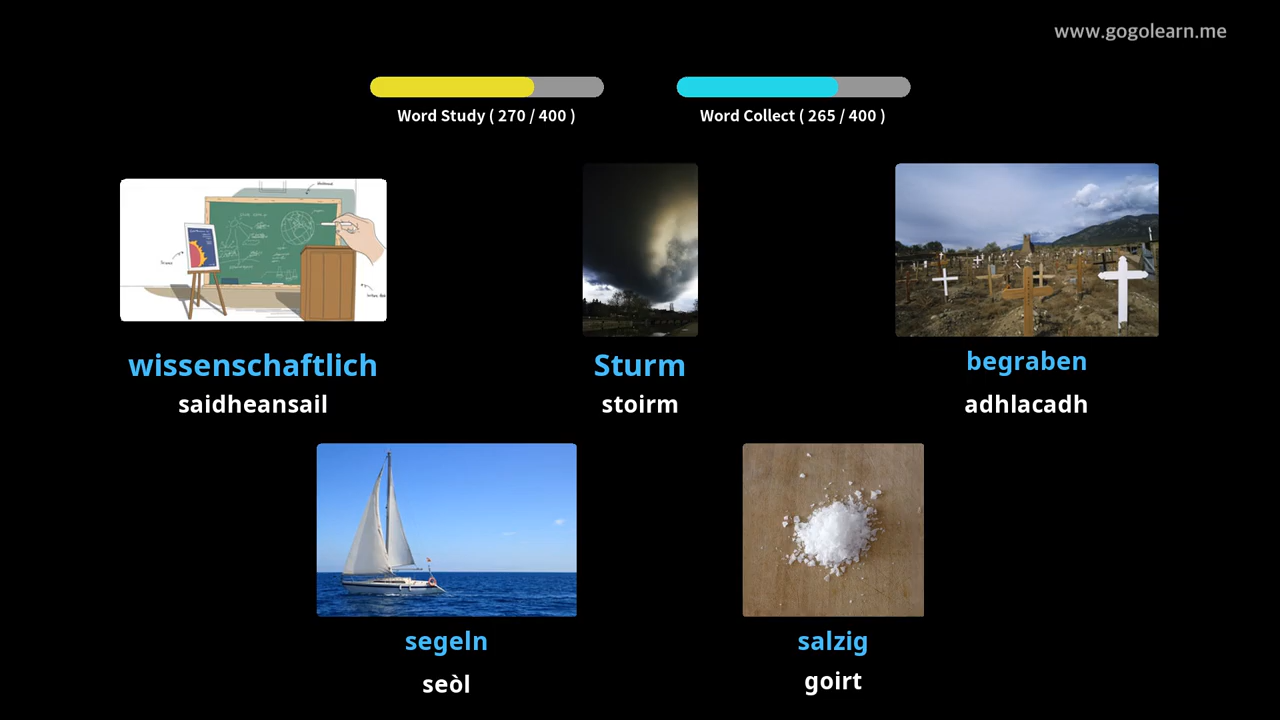 www.gogolearn.me
Word Study ( 270 / 400 )
Word Collect ( 265 / 400 )
wissenschaftlich
saidheansail
Sturm
stoirm
begraben
adhlacadh
segeln
seòl
salzig
goirt